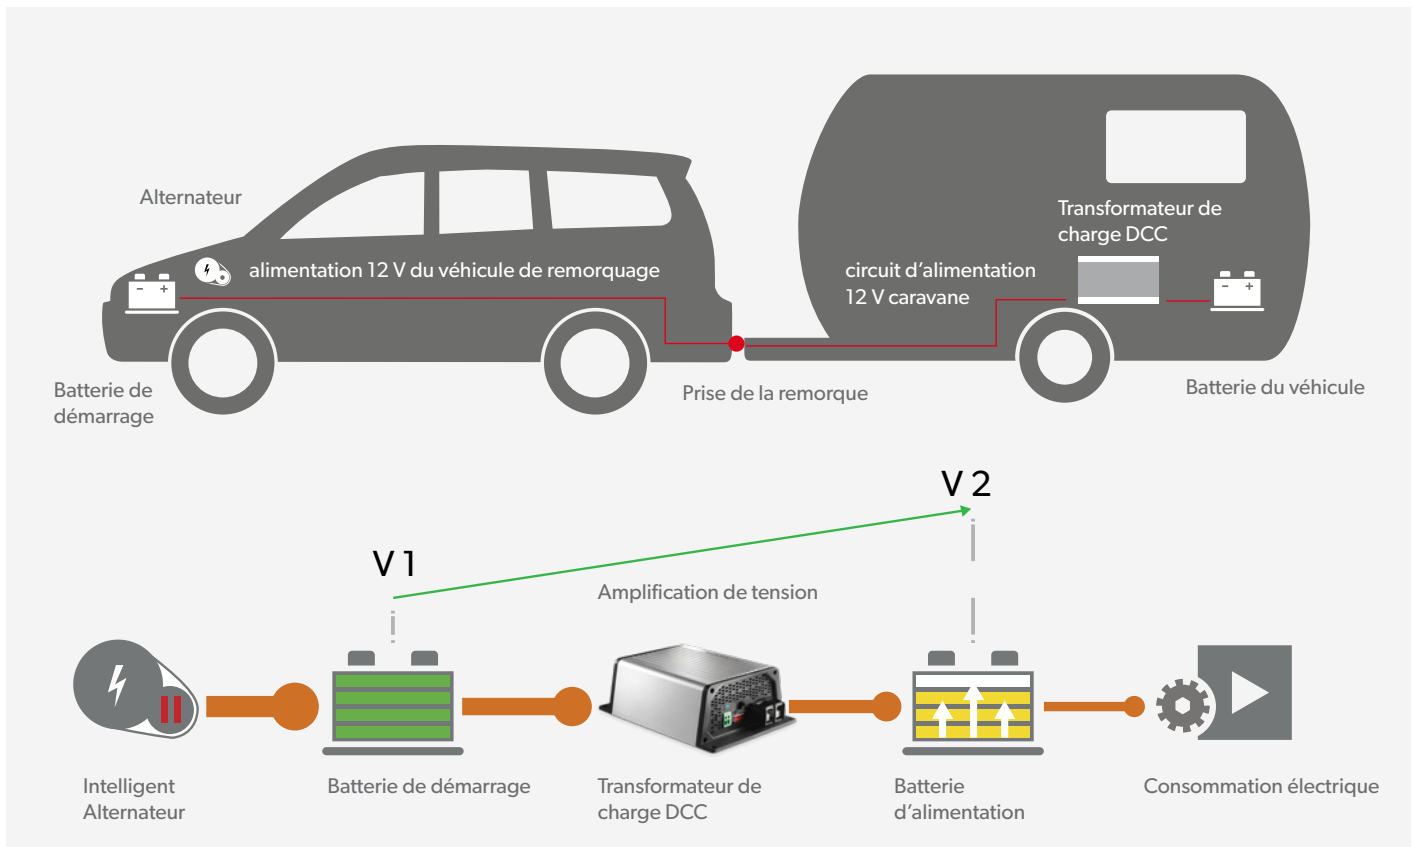 Alternateur
Transformateur de
charge DCC
alimentation 12 V du véhicule de remorquage
circuit d’alimentation
12 V caravane
– +
– +
Batterie de
démarrage
Prise de la remorque
Batterie du véhicule
V 2
V 1
Amplification de tension
Intelligent
Alternateur
Batterie de démarrage
Transformateur de
charge DCC
Batterie
d’alimentation
Consommation électrique